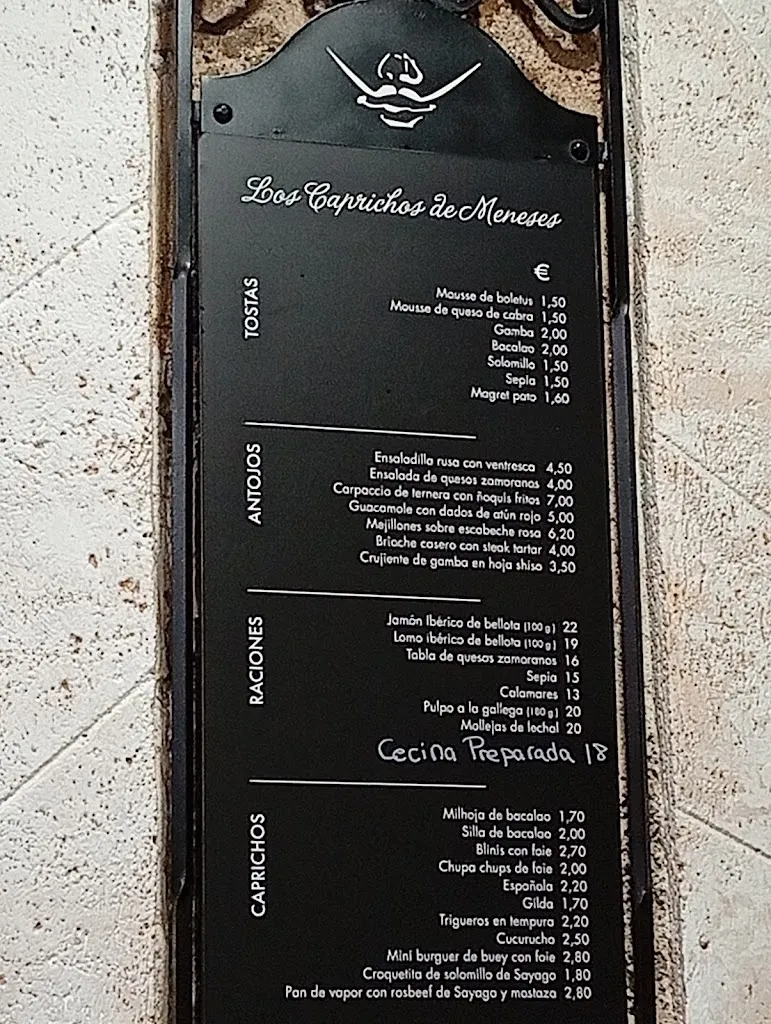 Los Caprichos de Meneses
€
TOSTAS
Mousse de boletus 1,50
Mousse de queso de cabra 1,50
Gamba 2,00
Bacalao 2,00
Solomillo 1,50
Sepia 1,50
Magret pato 1,60
ANTOJOS
Ensaladilla rusa con ventresca 4,50
Ensalada de quesos zamoranos 4,00
Carpaccio de ternera con ñoquis fritos 7,00
Guacamole con dados de atún rojo 5,00
Mejillones sobre escabeche rosa 6,20
Brioche casero con steak tartar 4,00
Crujiente de gamba en hoja shiso 3,50
RACIONES
Jamón Ibérico de bellota (100 g) 22
Lomo ibérico de bellota (100 g) 19
Tabla de quesos zamoranos 16
Sepia 15
Calamares 13
Pulpo a la gallega (180 g) 20
Mollejas de lechal 20
Cecina Preparada 18
CAPRICHOS
Milhoja de bacalao 1,70
Silla de bacalao 2,00
Blinis con foie 2,70
Chupa chups de foie 2,00
Española 2,20
Gilda 1,70
Trigueros en tempura 2,20
Cucurucho 2,50
Mini burguer de buey con foie 2,80
Croquetita de solomillo de Sayago 1,80
Pan de vapor con rosbeef de Sayago y mostaza 2,80